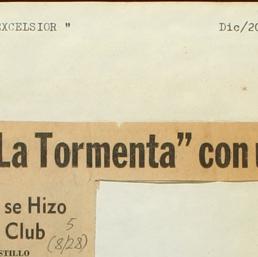 EXCELSIOR " Dic/20
La Tormenta” con u
se Hizo
Club
5
(8/28)
STILLO